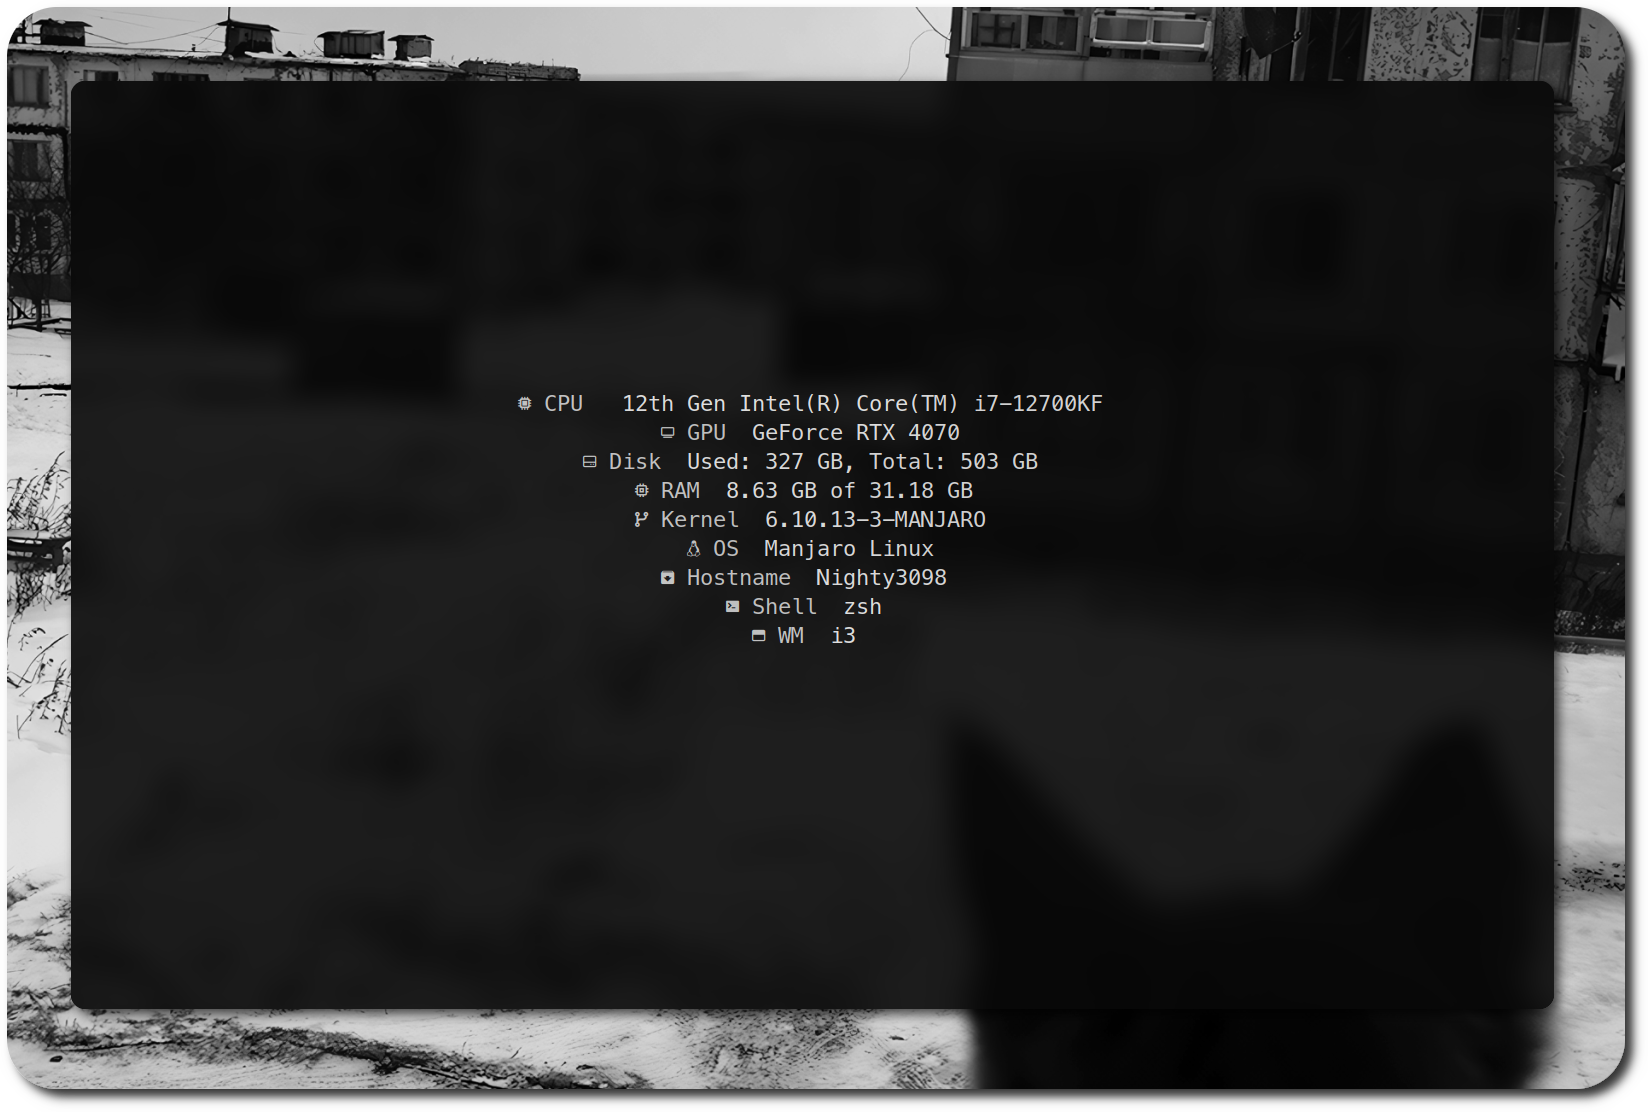 CPU 12th Gen Intel(R) Core(TM) i7-12700KF
GPU GeForce RTX 4070
Disk Used: 327 GB, Total: 503 GB
RAM 8.63 GB of 31.18 GB
Kernel 6.10.13-3-MANJARO
OS Manjaro Linux
Hostname Nighty3098
Shell zsh
WM i3